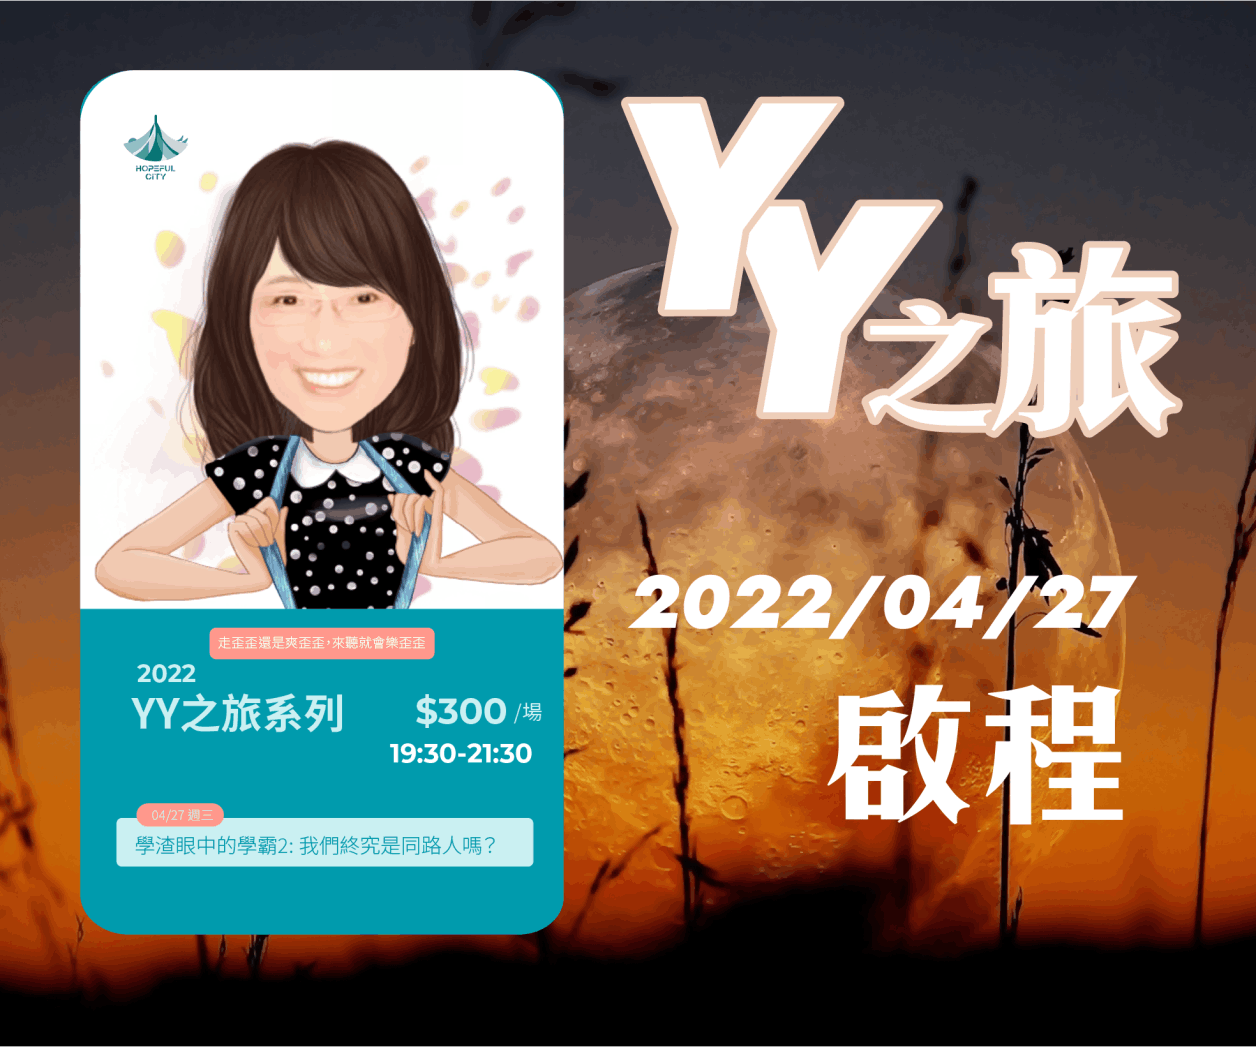 HOPEFUL
CITY
走歪歪還是爽歪歪，來聽就會樂歪歪
2022
YY之旅系列
$300 /場
19:30-21:30
04/27 週三
學渣眼中的學霸2: 我們終究是同路人嗎?
YY之旅
2022/04/27
啟程